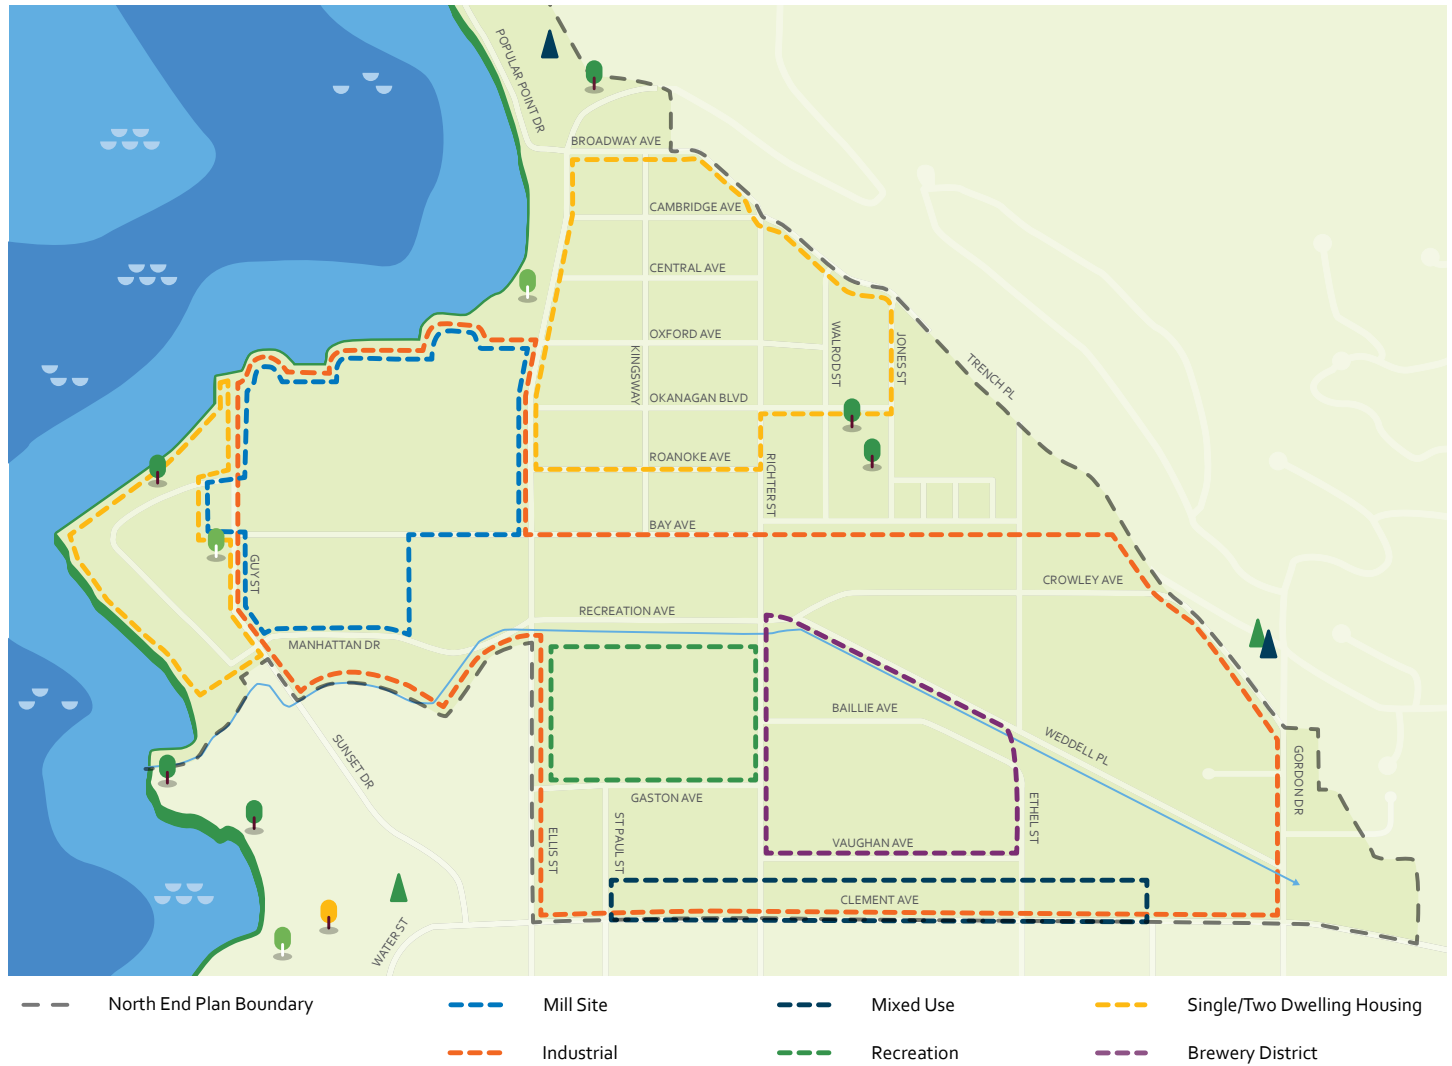 POPULAR POINT DR
BROADWAY AVE
CAMBRIDGE AVE
CENTRAL AVE
OXFORD AVE
KINGSWAY
WALROD ST
JONES ST
TRENCH PL
OKANAGAN BLVD
ROANOKE AVE
RICHTER ST
BAY AVE
GUY ST
CROWLEY AVE
RECREATION AVE
MANHATTAN DR
BAILLIE AVE
WEDDELL PL
SUNSET DR
GORDON DR
GASTON AVE
ETHEL ST
ELLIS ST
ST PAUL ST
VAUGHAN AVE
CLEMENT AVE
WATER ST
North End Plan Boundary
Mill Site
Mixed Use
Single/Two Dwelling Housing
Industrial
Recreation
Brewery District